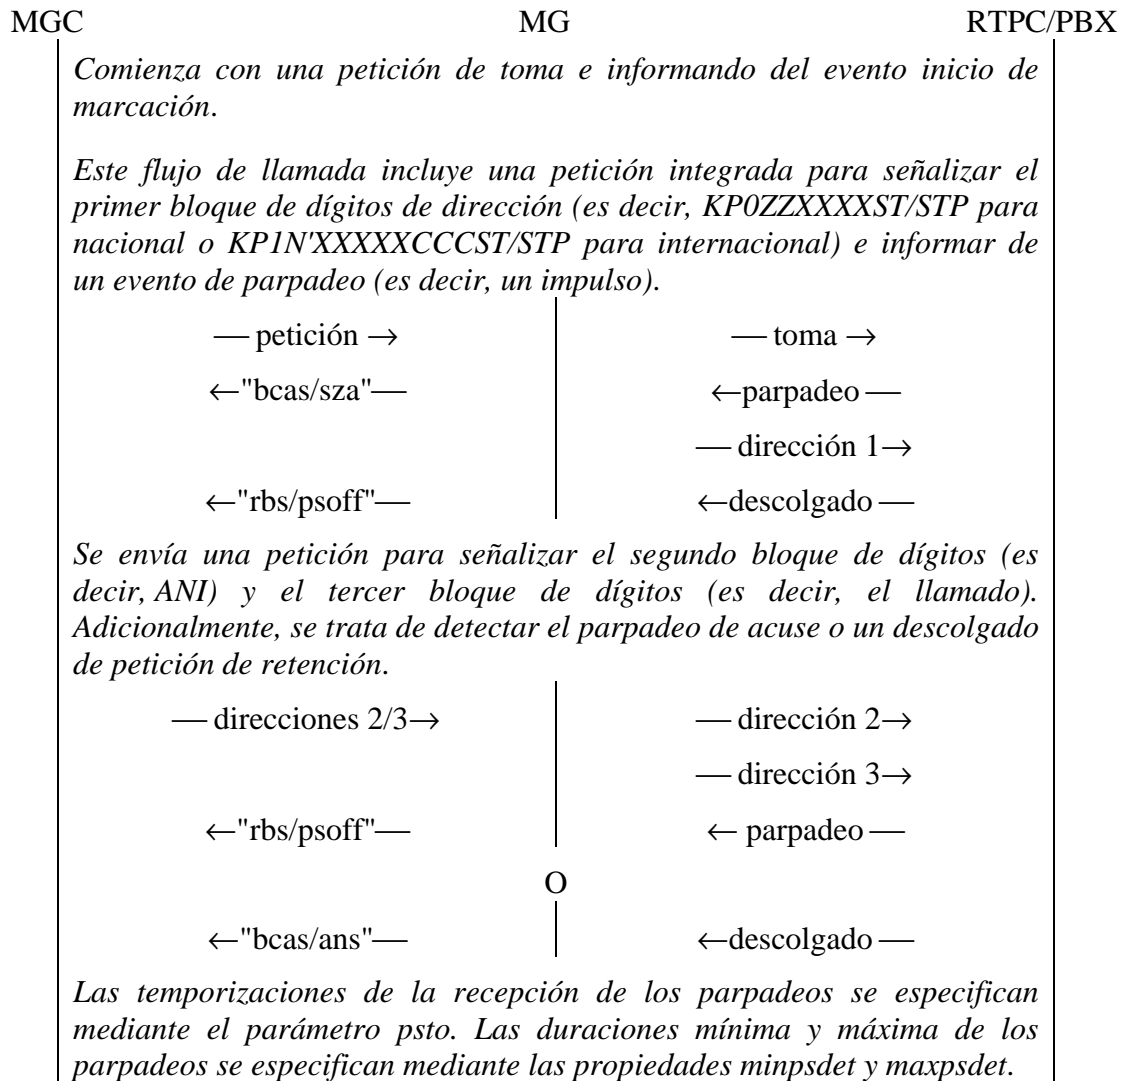 MGC MG RTPC/PBX
Comienza con una petición de toma e informando del evento inicio de
marcación.
Este flujo de llamada incluye una petición integrada para señalizar el
primer bloque de dígitos de dirección (es decir, KP0ZZXXXXST/STP para
nacional o KP1N'XXXXXCCCST/STP para internacional) e informar de
un evento de parpadeo (es decir, un impulso).
— petición → — toma →
←"bcas/sza"— ←parpadeo —
— dirección 1→
←"rbs/psoff"— ←descolgado —
Se envía una petición para señalizar el segundo bloque de dígitos (es
decir, ANI) y el tercer bloque de dígitos (es decir, el llamado).
Adicionalmente, se trata de detectar el parpadeo de acuse o un descolgado
de petición de retención.
— direcciones 2/3→ — dirección 2→
— dirección 3→
←"rbs/psoff"— ← parpadeo —
O
←"bcas/ans"— ←descolgado —
Las temporizaciones de la recepción de los parpadeos se especifican
mediante el parámetro psto. Las duraciones mínima y máxima de los
parpadeos se especifican mediante las propiedades minpsdet y maxpsdet.